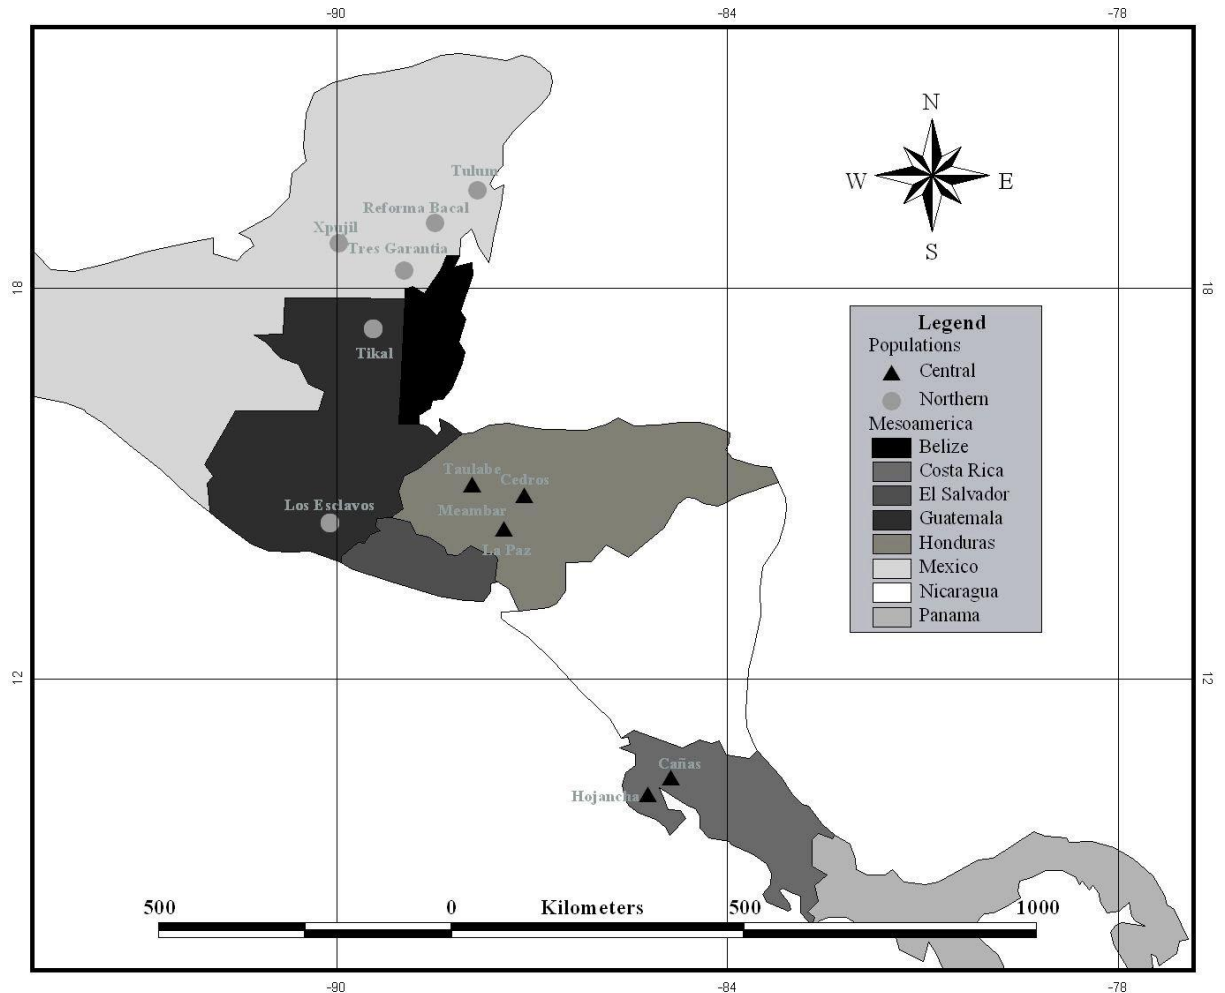 -90 -84 -78
N
W E
S
Tulum
Reforma Bacal
Xpujil
Tres Garantia
18 18
Legend
Populations
Central
Northern
Mesoamerica
Belize
Costa Rica
El Salvador
Guatemala
Honduras
Mexico
Nicaragua
Panama
Tikal
Taulabe
Cedros
Los Esclavos
Meambar
La Paz
12 12
Cañas
Hojancha
500 0 Kilometers 500 1000
-90 -84 -78